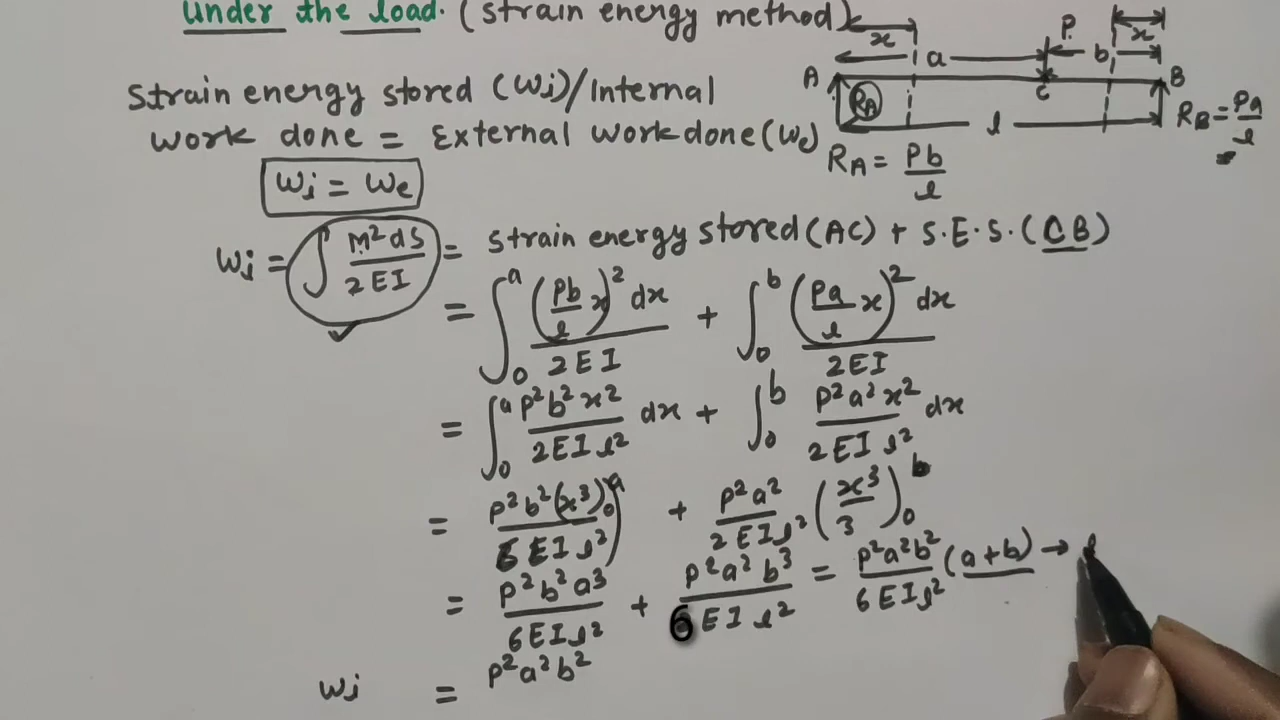 under the load. (strain energy method)
x P. x
a b
A C B
RA l RB = Pa/l
RA = Pb/l
Strain energy stored (Wi)/Internal
work done = External workdone (We)
Wi = We
Wi = ∫ M²ds/2EI = strain energy stored (AC) + S.E.S. (CB)
= ∫₀ᵃ (Pb/l x)² dx/2EI + ∫₀ᵇ (Pa/l x)² dx/2EI
= ∫₀ᵃ P²b²x²/2EIl² dx + ∫₀ᵇ P²a²x²/2EIl² dx
= P²b²(x³)₀ᵃ/6EIl² + P²a²/2EIl² (x³/3)₀ᵇ
= P²b²a³/6EIl² + P²a²b³/6EIl² = P²a²b²/6EIl² (a+b) → l
Wi = P²a²b²